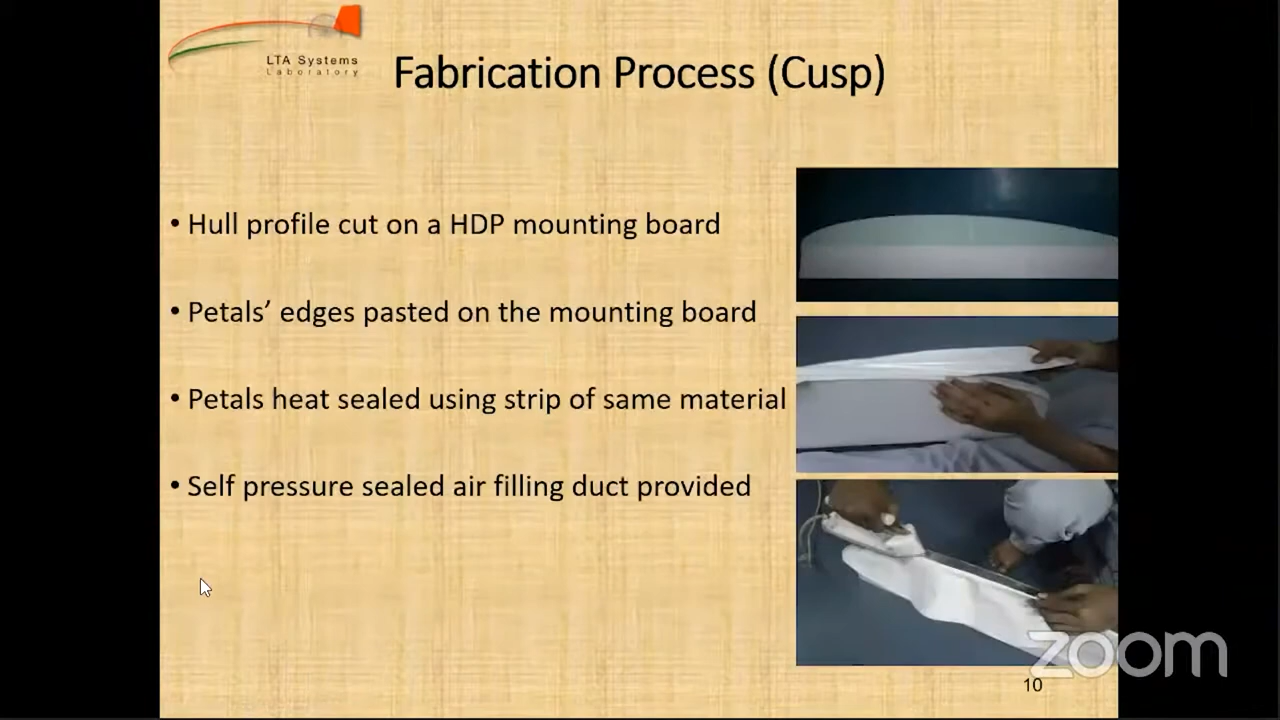 LTA Systems
Laboratory
Fabrication Process (Cusp)
• Hull profile cut on a HDP mounting board
• Petals’ edges pasted on the mounting board
• Petals heat sealed using strip of same material
• Self pressure sealed air filling duct provided
zoom
10